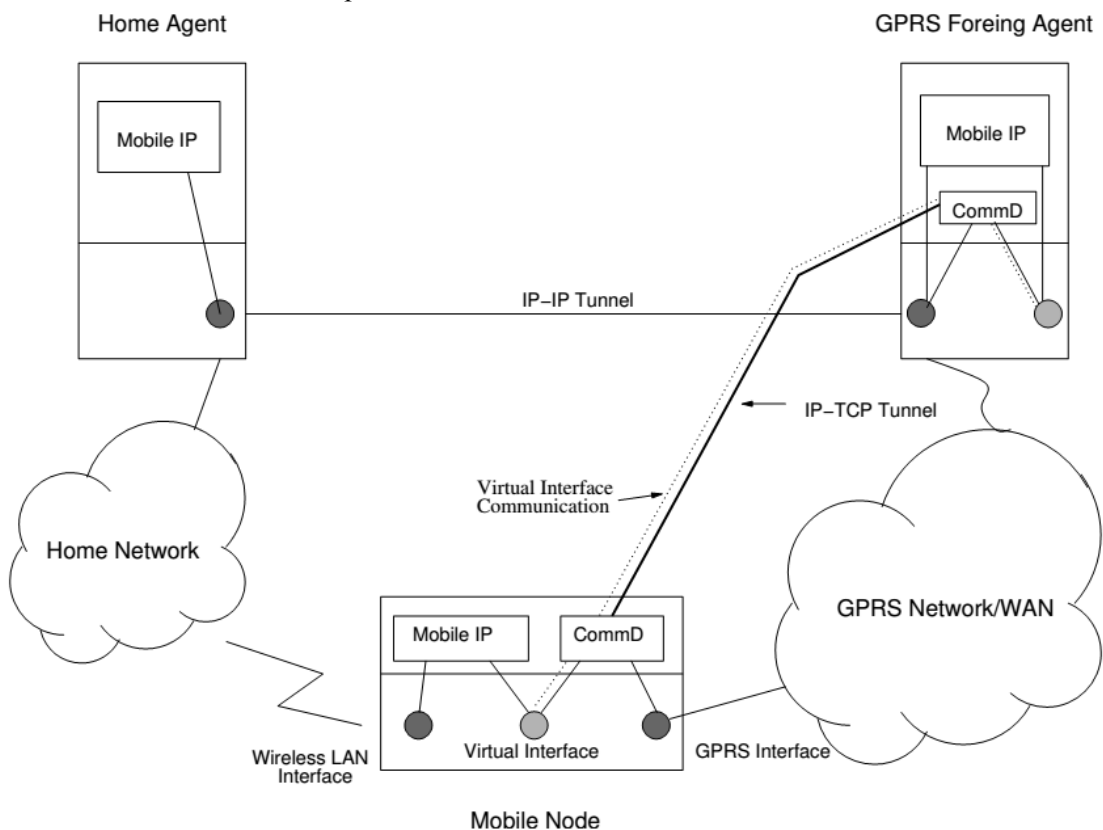 Home Agent
GPRS Foreing Agent
Mobile IP
Mobile IP
CommD
IP-IP Tunnel
IP-TCP Tunnel
Virtual Interface
Communication
Home Network
GPRS Network/WAN
Mobile IP
CommD
Wireless LAN
Interface
Virtual Interface
GPRS Interface
Mobile Node